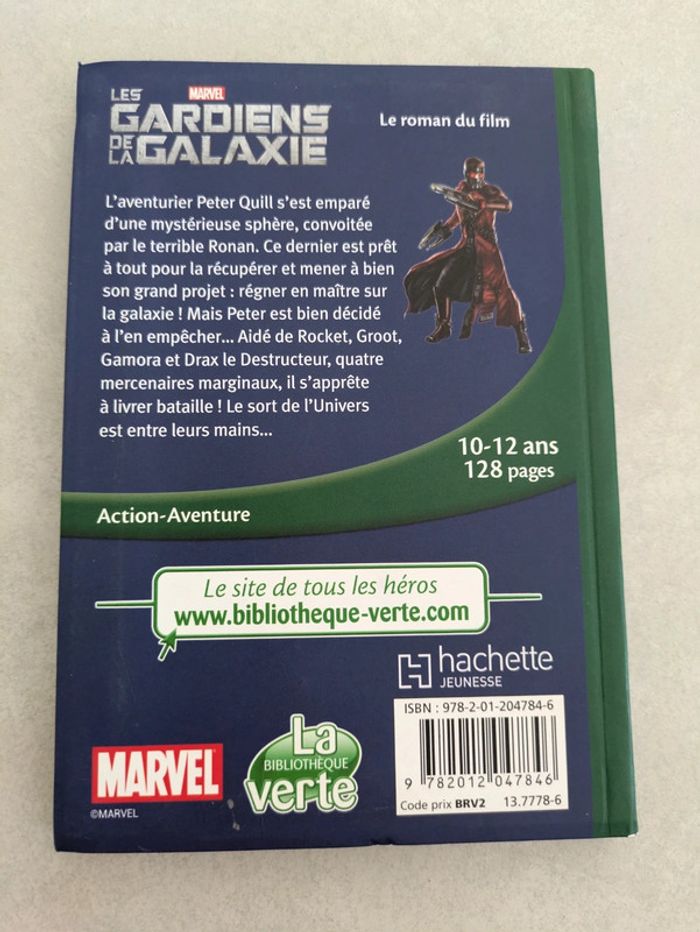 MARVEL
LES
GARDIENS
DE
LA GALAXIE
Le roman du film
L'aventurier Peter Quill s'est emparé
d'une mystérieuse sphère, convoitée
par le terrible Ronan. Ce dernier est prêt
à tout pour la récupérer et mener à bien
son grand projet : régner en maître sur
la galaxie ! Mais Peter est bien décidé
à l'en empêcher... Aidé de Rocket, Groot,
Gamora et Drax le Destructeur, quatre
mercenaires marginaux, il s'apprête
à livrer bataille ! Le sort de l'Univers
est entre leurs mains...
10-12 ans
128 pages
Action-Aventure
Le site de tous les héros
www.bibliotheque-verte.com
hachette
JEUNESSE
ISBN : 978-2-01-204784-6
9 782012 047846
Code prix BRV2 13.7778-6
MARVEL
©MARVEL
La
BIBLIOTHÈQUE
verte